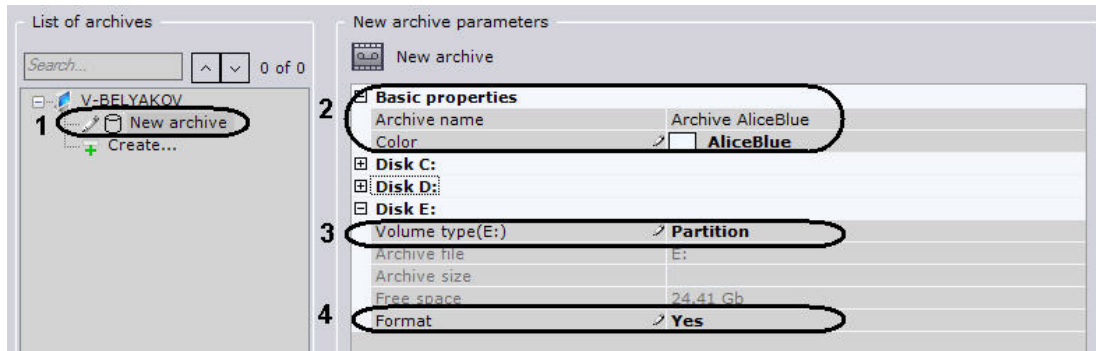 List of archives
New archive parameters
Search...
0 of 0
New archive
V-BELYAKOV
1
New archive
Create...
2
Basic properties
Archive name Archive AliceBlue
Color AliceBlue
Disk C:
Disk D:
Disk E:
3
Volume type(E:) Partition
Archive file E:
Archive size
Free space 24.41 Gb
4
Format Yes